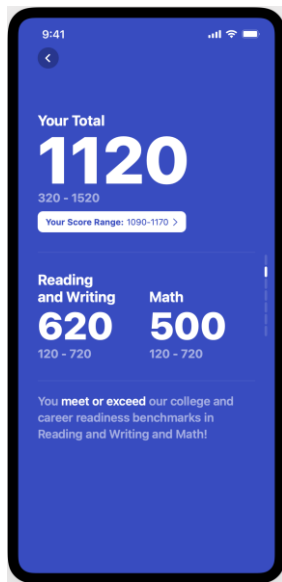 9:41
Your Total
1120
320 - 1520
Your Score Range: 1090-1170 >
Reading
and Writing
620
120 - 720
Math
500
120 - 720
You meet or exceed our college and
career readiness benchmarks in
Reading and Writing and Math!